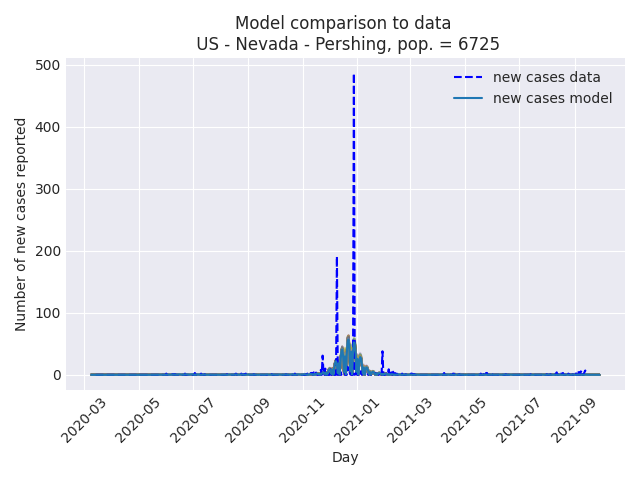 Model comparison to data
US - Nevada - Pershing, pop. = 6725
new cases data
new cases model
Number of new cases reported
500
400
300
200
100
0
2020-03
2020-05
2020-07
2020-09
2020-11
2021-01
2021-03
2021-05
2021-07
2021-09
Day